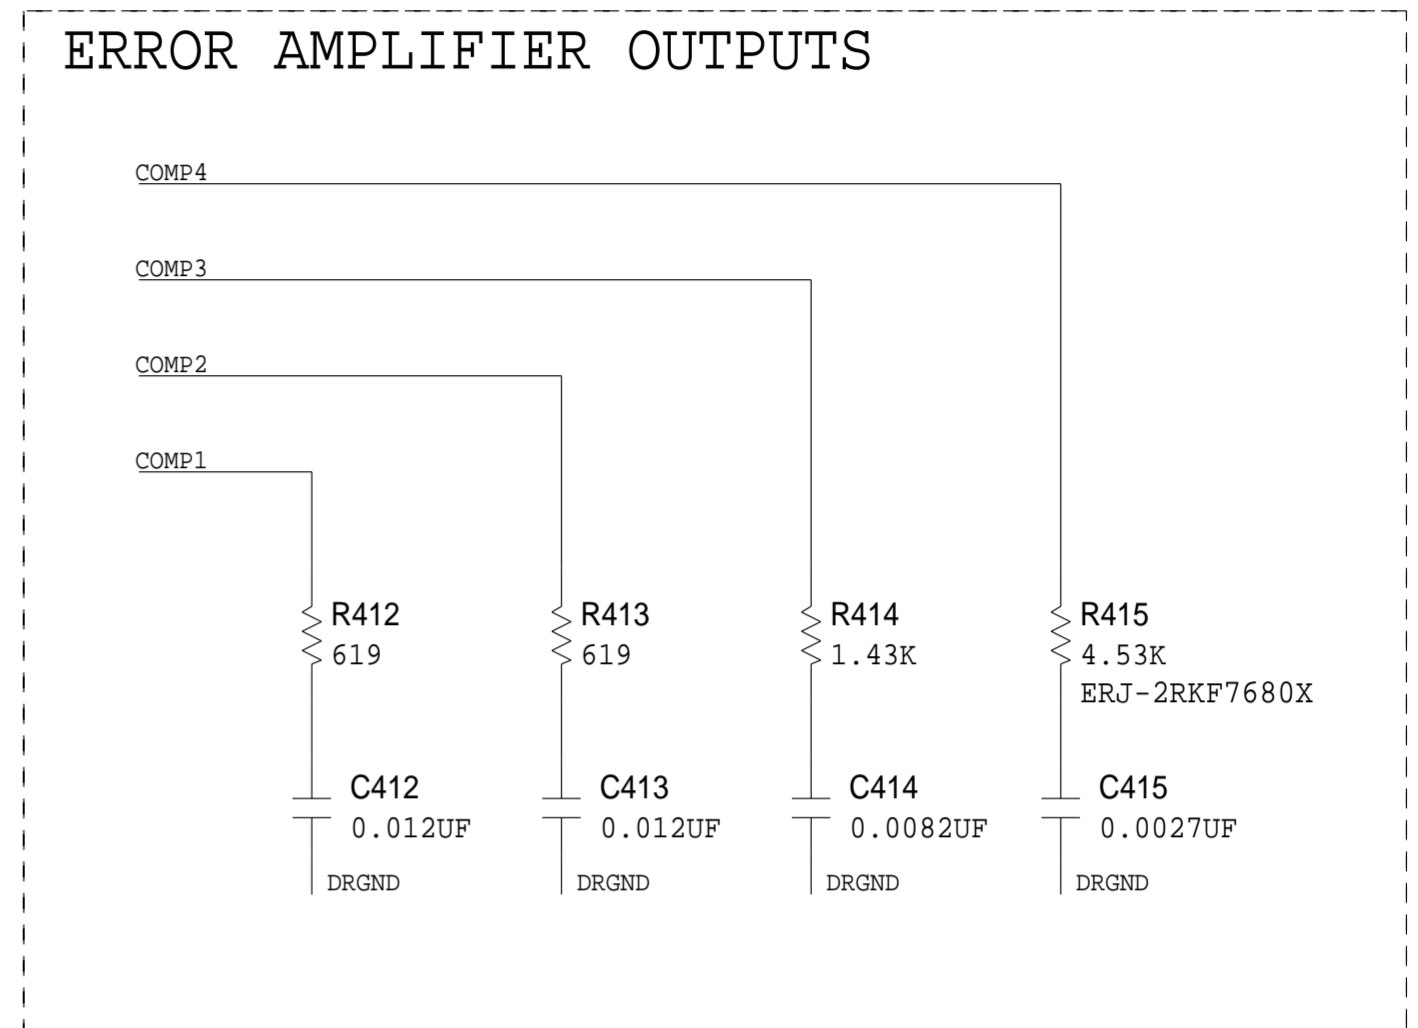 ERROR AMPLIFIER OUTPUTS
COMP4
COMP3
COMP2
COMP1
R412
619
R413
619
R414
1.43K
R415
4.53K
ERJ-2RKF7680X
C412
0.012UF
C413
0.012UF
C414
0.0082UF
C415
0.0027UF
DRGND
DRGND
DRGND
DRGND